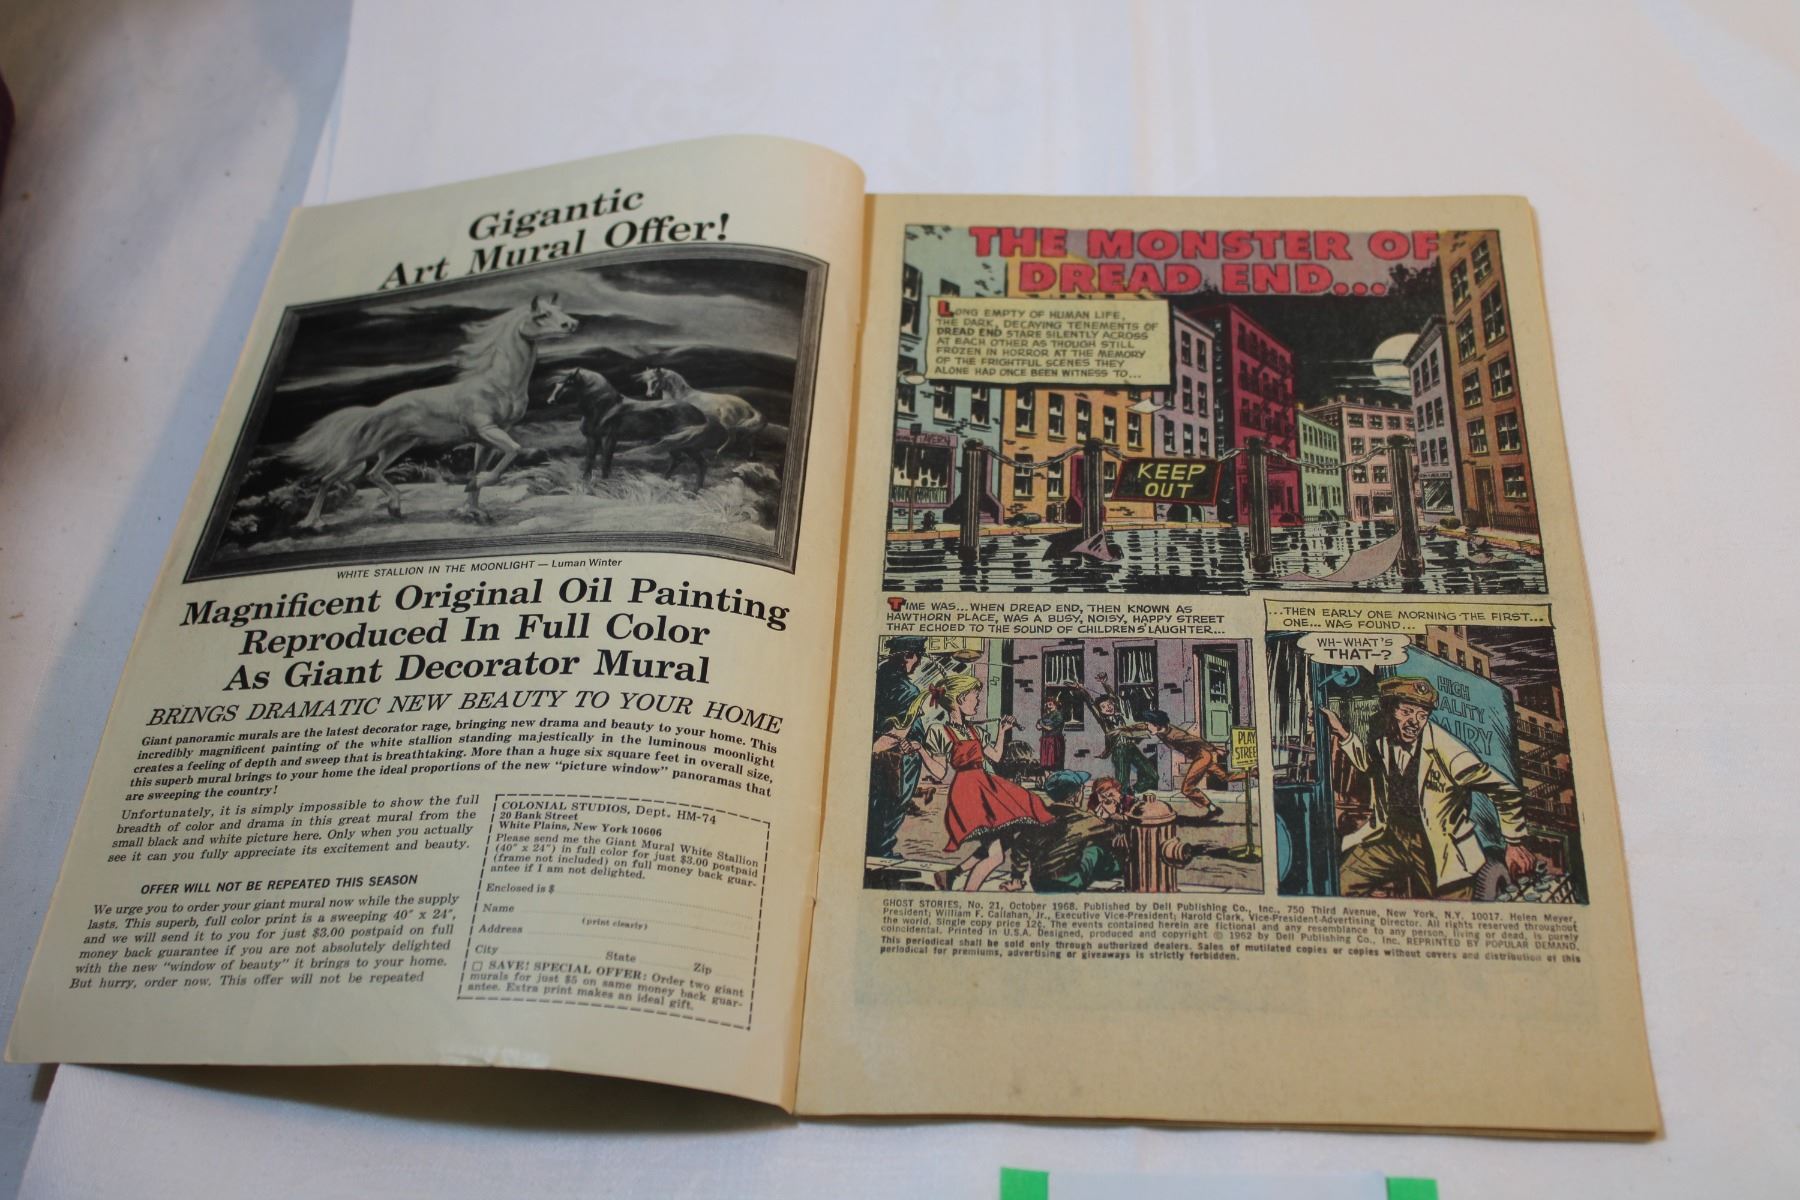 Gigantic
Art Mural Offer!
WHITE STALLION IN THE MOONLIGHT — Luman Winter
Magnificent Original Oil Painting
Reproduced In Full Color
As Giant Decorator Mural
BRINGS DRAMATIC NEW BEAUTY TO YOUR HOME
Giant panoramic murals are the latest decorator rage, bringing new drama and beauty to your home. This
incredibly magnificent painting of the white stallion standing majestically in the luminous moonlight
creates a feeling of depth and sweep that is breathtaking. More than a huge six square feet in overall size,
this superb mural brings to your home the ideal proportions of the new "picture window" panoramas that
are sweeping the country!
Unfortunately, it is simply impossible to show the full
breadth of color and drama in this great mural from the
small black and white picture here. Only when you actually
see it can you fully appreciate its excitement and beauty.
OFFER WILL NOT BE REPEATED THIS SEASON
We urge you to order your giant mural now while the supply
lasts. This superb, full color print is a sweeping 40" x 24",
and we will send it to you for just $3.00 postpaid on full
money back guarantee if you are not absolutely delighted
with the new "window of beauty" it brings to your home.
But hurry, order now. This offer will not be repeated
COLONIAL STUDIOS, Dept. HM-74
20 Bank Street
White Plains, New York 10606
Please send me the Giant Mural White Stallion
(40" x 24") in full color for just $3.00 postpaid
(frame not included) on full money back guar-
antee if I am not delighted.
Enclosed is $
Name
(print clearly)
Address
City State Zip
SAVE! SPECIAL OFFER: Order two giant
murals for just $5 on same money back guar-
antee. Extra print makes an ideal gift.
THE MONSTER OF
DREAD END...
LONG EMPTY OF HUMAN LIFE,
THE DARK, DECAYING TENEMENTS OF
DREAD END STARE SILENTLY ACROSS
AT EACH OTHER AS THOUGH STILL
FROZEN IN HORROR AT THE MEMORY
OF THE FRIGHTFUL SCENES THEY
ALONE HAD ONCE BEEN WITNESS TO...
TAVERN
KEEP
OUT
TIME WAS...WHEN DREAD END, THEN KNOWN AS
HAWTHORN PLACE, WAS A BUSY, NOISY, HAPPY STREET
THAT ECHOED TO THE SOUND OF CHILDREN'S LAUGHTER...
ERY
PLAY
STREE
...THEN EARLY ONE MORNING THE FIRST...
ONE... WAS FOUND...
WH-WHAT'S
THAT-?
HIGH
ALITY
AIRY
GHOST STORIES, No. 21, October 1968. Published by Dell Publishing Co., Inc., 750 Third Avenue, New York, N.Y. 10017. Helen Meyer,
President; William F. Callahan, Jr., Executive Vice-President; Harold Clark, Vice-President-Advertising Director. All rights reserved throughout
the world. Single copy price 12¢. The events contained herein are fictional and any resemblance to any person, living or dead, is purely
coincidental. Printed in U.S.A. Designed, produced and copyright © 1962 by Dell Publishing Co., Inc. REPRINTED BY POPULAR DEMAND.
This periodical shall be sold only through authorized dealers. Sales of mutilated copies or copies without covers and distribution of this
periodical for premiums, advertising or giveaways is strictly forbidden.